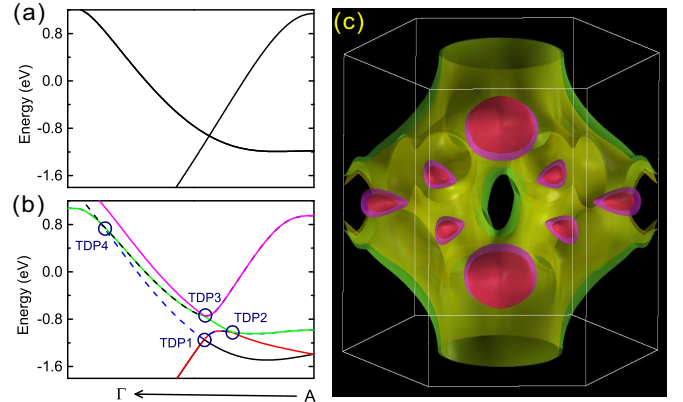 (a)
0.8
0.0
-0.8
-1.6
Energy (eV)
(b)
0.8
0.0
-0.8
-1.6
Energy (eV)
TDP4
TDP3
TDP2
TDP1
Γ
A
(c)